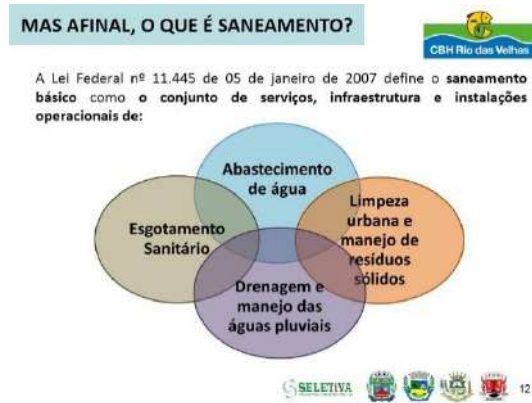 MAS AFINAL, O QUE É SANEAMENTO?
CBH Rio das Velhas
A Lei Federal nº 11.445 de 05 de janeiro de 2007 define o saneamento
básico como o conjunto de serviços, infraestrutura e instalações
operacionais de:
Abastecimento
de água
Esgotamento
Sanitário
Limpeza
urbana e
manejo de
resíduos
sólidos
Drenagem e
manejo das
águas pluviais
SELETIVA
12